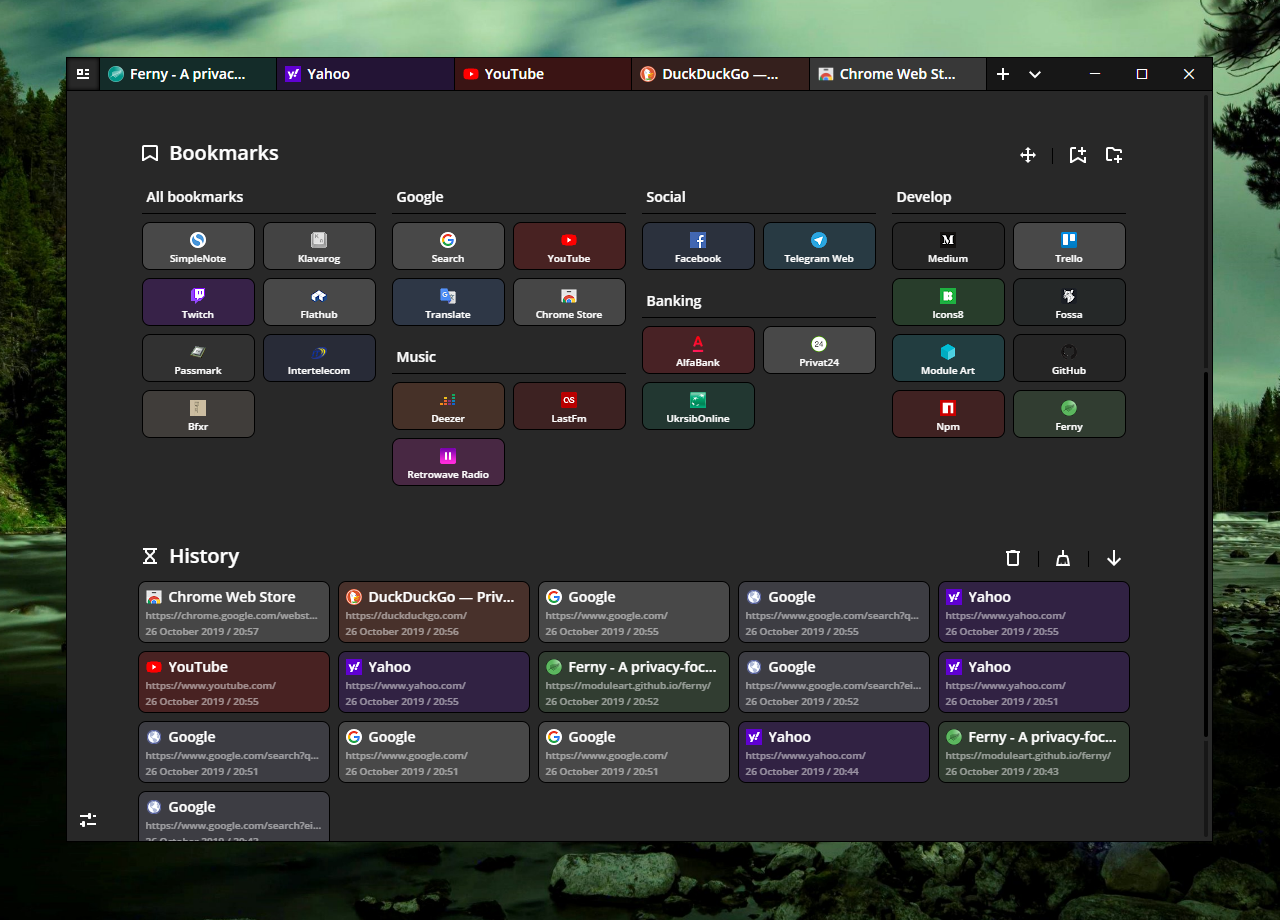 Ferny - A privac...
Yahoo
YouTube
DuckDuckGo —...
Chrome Web St...
Bookmarks
All bookmarks
SimpleNote
Klavarog
Twitch
Flathub
Passmark
Intertelecom
Bfxr
Google
Search
YouTube
Translate
Chrome Store
Music
Deezer
LastFm
Retrowave Radio
Social
Facebook
Telegram Web
Banking
AlfaBank
24
Privat24
UkrsibOnline
Develop
Medium
Trello
Icons8
Fossa
Module Art
GitHub
Npm
Ferny
History
Chrome Web Store
https://chrome.google.com/webst...
26 October 2019 / 20:57
DuckDuckGo — Priv...
https://duckduckgo.com/
26 October 2019 / 20:56
Google
https://www.google.com/
26 October 2019 / 20:55
Google
https://www.google.com/search?q...
26 October 2019 / 20:55
Yahoo
https://www.yahoo.com/
26 October 2019 / 20:55
YouTube
https://www.youtube.com/
26 October 2019 / 20:55
Yahoo
https://www.yahoo.com/
26 October 2019 / 20:55
Ferny - A privacy-foc...
https://moduleart.github.io/ferny/
26 October 2019 / 20:52
Google
https://www.google.com/search?ei...
26 October 2019 / 20:52
Yahoo
https://www.yahoo.com/
26 October 2019 / 20:51
Google
https://www.google.com/search?q...
26 October 2019 / 20:51
Google
https://www.google.com/
26 October 2019 / 20:51
Google
https://www.google.com/
26 October 2019 / 20:51
Yahoo
https://www.yahoo.com/
26 October 2019 / 20:44
Ferny - A privacy-foc...
https://moduleart.github.io/ferny/
26 October 2019 / 20:43
Google
https://www.google.com/search?ei...